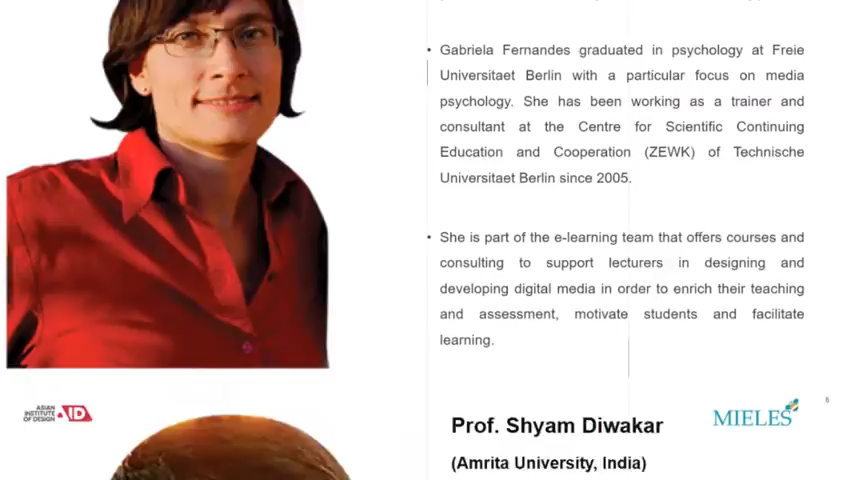 • Gabriela Fernandes graduated in psychology at Freie
Universitaet Berlin with a particular focus on media
psychology. She has been working as a trainer and
consultant at the Centre for Scientific Continuing
Education and Cooperation (ZEWK) of Technische
Universitaet Berlin since 2005.
• She is part of the e-learning team that offers courses and
consulting to support lecturers in designing and
developing digital media in order to enrich their teaching
and assessment, motivate students and facilitate
learning.
ASIAN
INSTITUTE
OF DESIGN
AID
MIELES
6
Prof. Shyam Diwakar
(Amrita University, India)